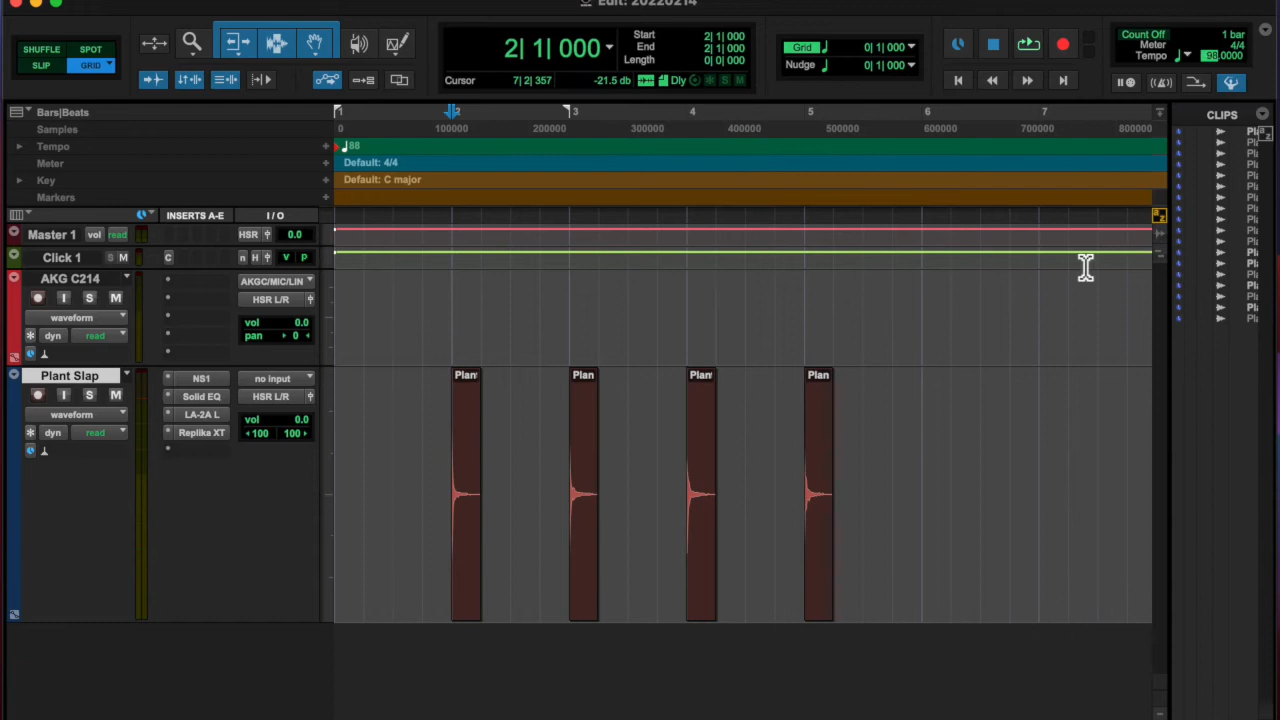 Edit: 20220214
SHUFFLE SPOT
SLIP GRID
2| 1| 000
Start 2| 1| 000
End 2| 1| 000
Length 0| 0| 000
Cursor 7| 2| 357 -21.5 db Dly S M
Grid 0| 1| 000
Nudge 0| 1| 000
Count Off 1 bar
Meter 4/4
Tempo 98.0000
Bars|Beats 1 2 3 4 5 6 7
Samples 0 100000 200000 300000 400000 500000 600000 700000 800000
Tempo + 88
Meter + Default: 4/4
Key + Default: C major
Markers +
CLIPS
INSERTS A-E I / O
Master 1 vol read HSR 0.0
Click 1 S M C n H v p
AKG C214
I S M
waveform
dyn read
AKGC/MIC/LIN
HSR L/R
vol 0.0
pan 0
Plant Slap
I S M
waveform
dyn read
NS1
Solid EQ
LA-2A L
Replika XT
no input
HSR L/R
vol 0.0
100 100
Plan Plan Plan Plan